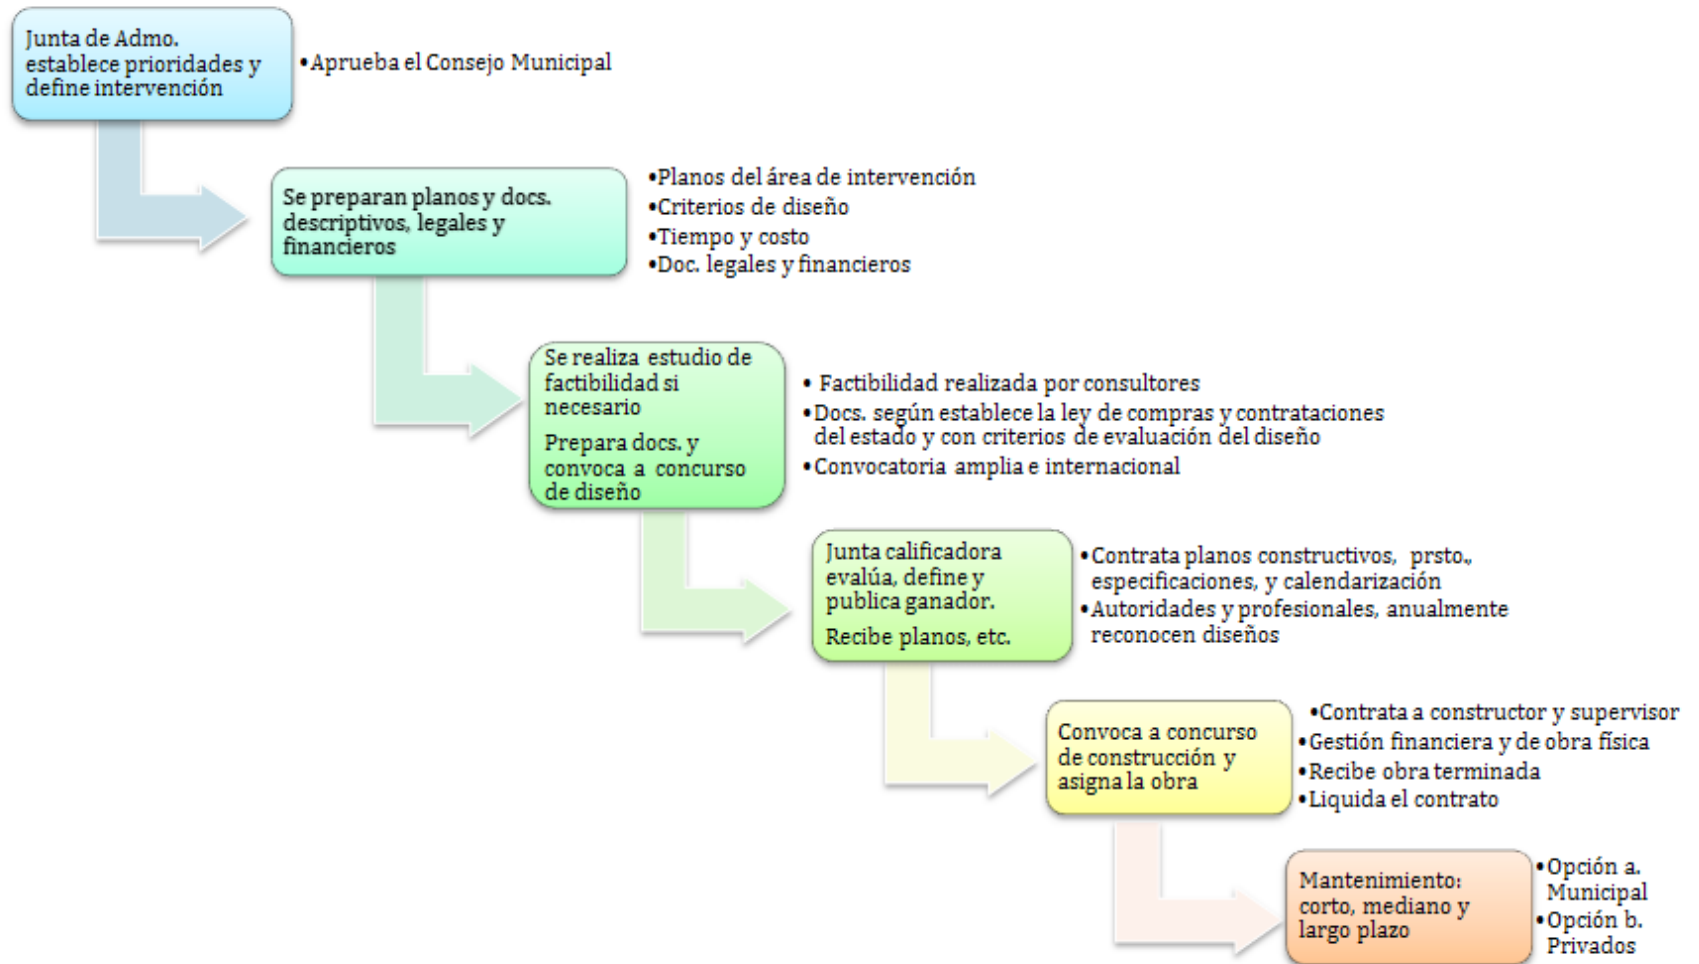 Junta de Admo.
establece prioridades y
define intervención
•Aprueba el Consejo Municipal
Se preparan planos y docs.
descriptivos, legales y
financieros
•Planos del área de intervención
•Criterios de diseño
•Tiempo y costo
•Doc. legales y financieros
Se realiza estudio de
factibilidad si
necesario
Prepara docs. y
convoca a concurso
de diseño
• Factibilidad realizada por consultores
•Docs. según establece la ley de compras y contrataciones
del estado y con criterios de evaluación del diseño
•Convocatoria amplia e internacional
Junta calificadora
evalúa, define y
publica ganador.
Recibe planos, etc.
•Contrata planos constructivos, prsto.,
especificaciones, y calendarización
•Autoridades y profesionales, anualmente
reconocen diseños
Convoca a concurso
de construcción y
asigna la obra
•Contrata a constructor y supervisor
•Gestión financiera y de obra física
•Recibe obra terminada
•Liquida el contrato
Mantenimiento:
corto, mediano y
largo plazo
•Opción a.
Municipal
•Opción b.
Privados